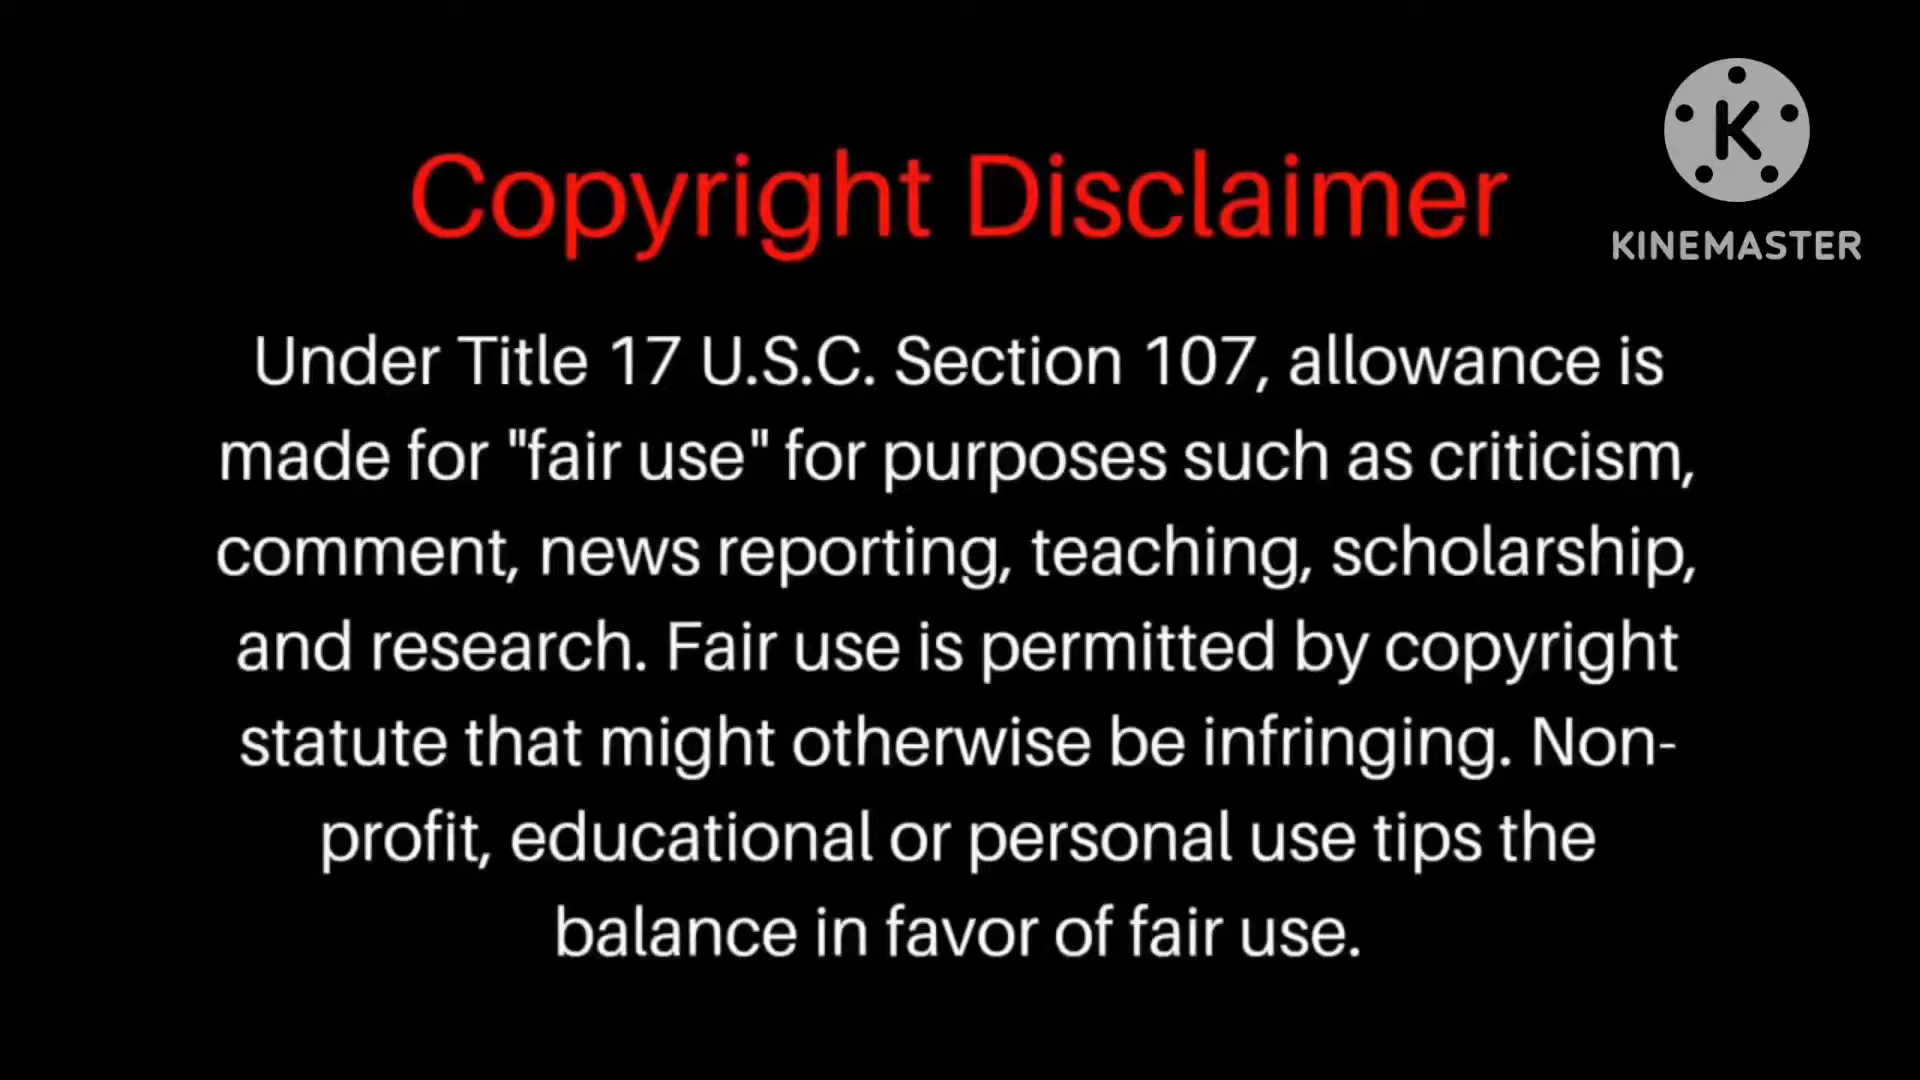 Copyright Disclaimer
K
KINEMASTER
Under Title 17 U.S.C. Section 107, allowance is
made for "fair use" for purposes such as criticism,
comment, news reporting, teaching, scholarship,
and research. Fair use is permitted by copyright
statute that might otherwise be infringing. Non-
profit, educational or personal use tips the
balance in favor of fair use.